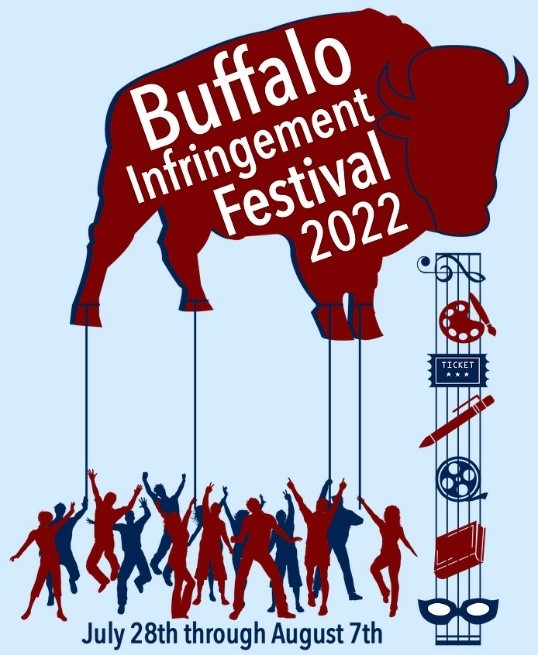 Buffalo
Infringement
Festival
2022
TICKET
July 28th through August 7th